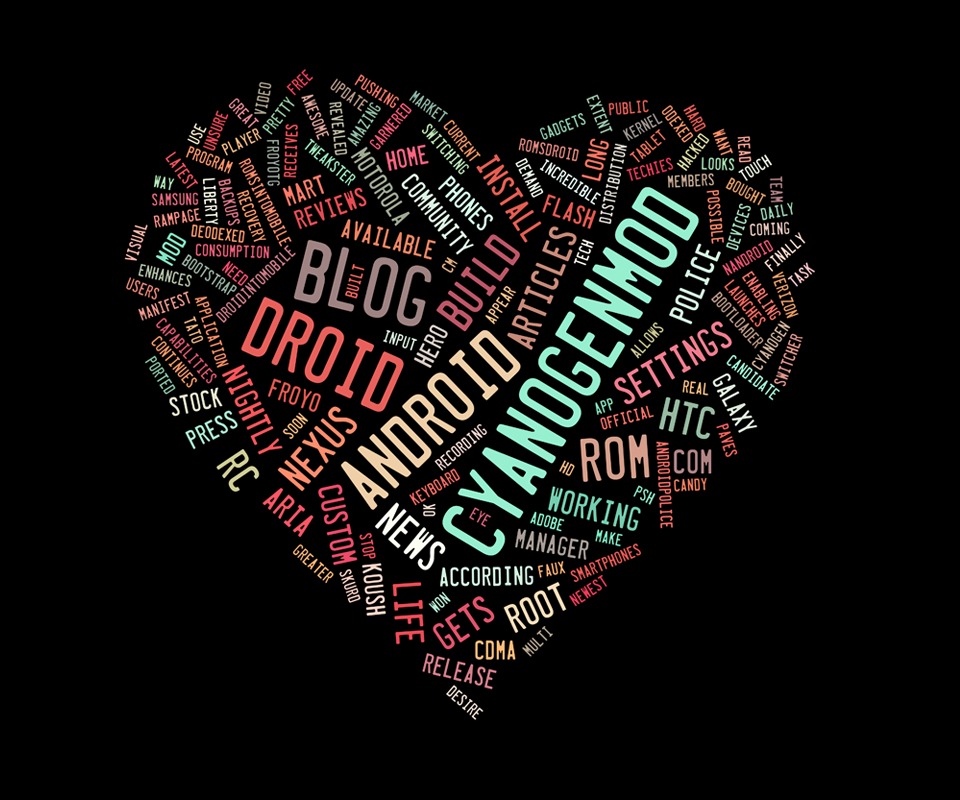 FREE
PUSHING
UPDATE
VIDEO
GREAT
PRETTY
AWESOME
REVEALED
AMAZING
GARNERED
MARKET
CURRENT
SWITCHING
USE
UNSURE
PLAYER
FROYOTG
RECEIVES
TWEAKSTER
MOTOROLA
HOME
PROGRAM
LATEST
ROMSINTOMOBILE
MART
REVIEWS
COMMUNITY
PHONES
INSTALL
WAY
SAMSUNG
LIBERTY
BACKUPS
RECOVERY
RAMPAGE
DEODEXED
CONSUMPTION
AVAILABLE
CM
BUILD
VISUAL
MOD
BOOTSTRAP
NEED
DROIDINTOMOBILE
BLOG
BUILT
ENHANCES
USERS
MANIFEST
APPLICATION
TATO
CAPABILITIES
CONTINUES
PORTED
DROID
INPUT
HERO
APPEAR
ARTICLES
TECH
STOCK
PRESS
NIGHTLY
FROYO
SOON
NEXUS
ANDROID
CYANOGENMOD
RC
ARIA
CUSTOM
RECORDING
KEYBOARD
OK
NEWS
EYE
GREATER
STOP
SKURD
KOUSH
LIFE
ACCORDING
WON
GETS
FAUX
ROOT
CDMA
MULTI
RELEASE
DESIRE
EXTENT
PUBLIC
GADGETS
KERNEL
ODEXED
HARD
ROMSDROID
TABLET
HACKED
WANT
READ
DEMAND
INCREDIBLE
LONG
DISTRIBUTION
TECHIES
LOOKS
TOUCH
FLASH
MEMBERS
BOUGHT
TEAM
POSSIBLE
DEVICES
DAILY
COMING
POLICE
NANDROID
FINALLY
TASK
ENABLING
VERIZON
LAUNCHES
BOOTLOADER
CYANOGEN
SWITCHER
ALLOWS
SETTINGS
CANDIDATE
REAL
GALAXY
APP
OFFICIAL
HTC
PAVES
HD
ROM
ANDROIDPOLICE
COM
CANDY
PSH
WORKING
ADOBE
MAKE
MANAGER
SMARTPHONES
NEWEST